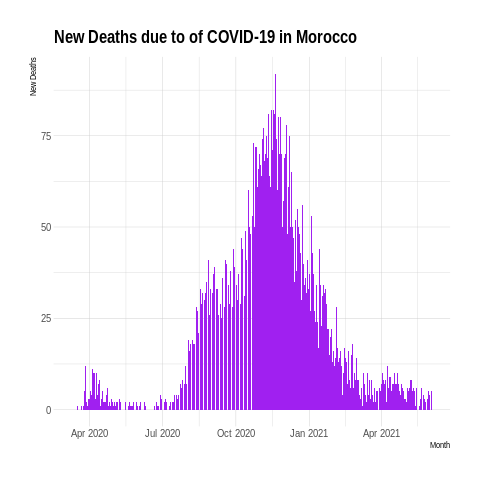 New Deaths due to of COVID-19 in Morocco
New Deaths
75
50
25
0
Apr 2020
Jul 2020
Oct 2020
Jan 2021
Apr 2021
Month